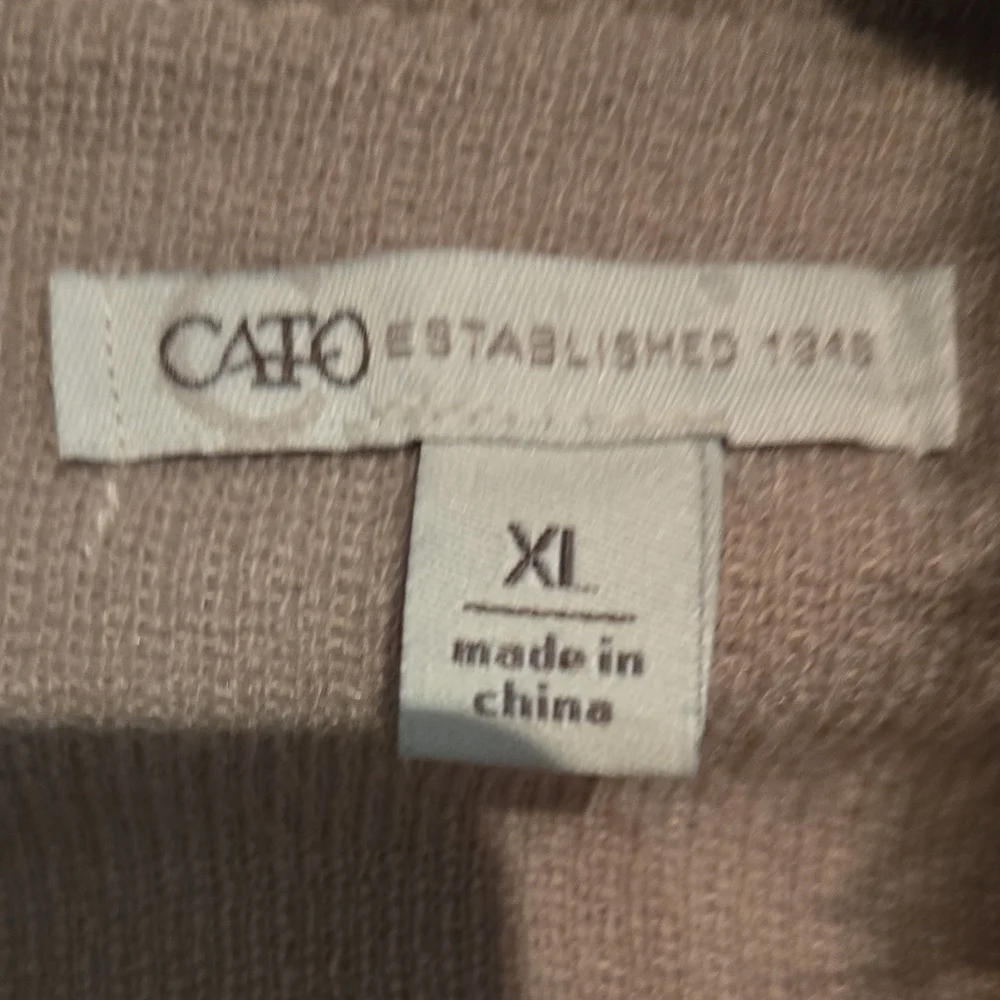 CATO ESTABLISHED 1946
XL
made in
china